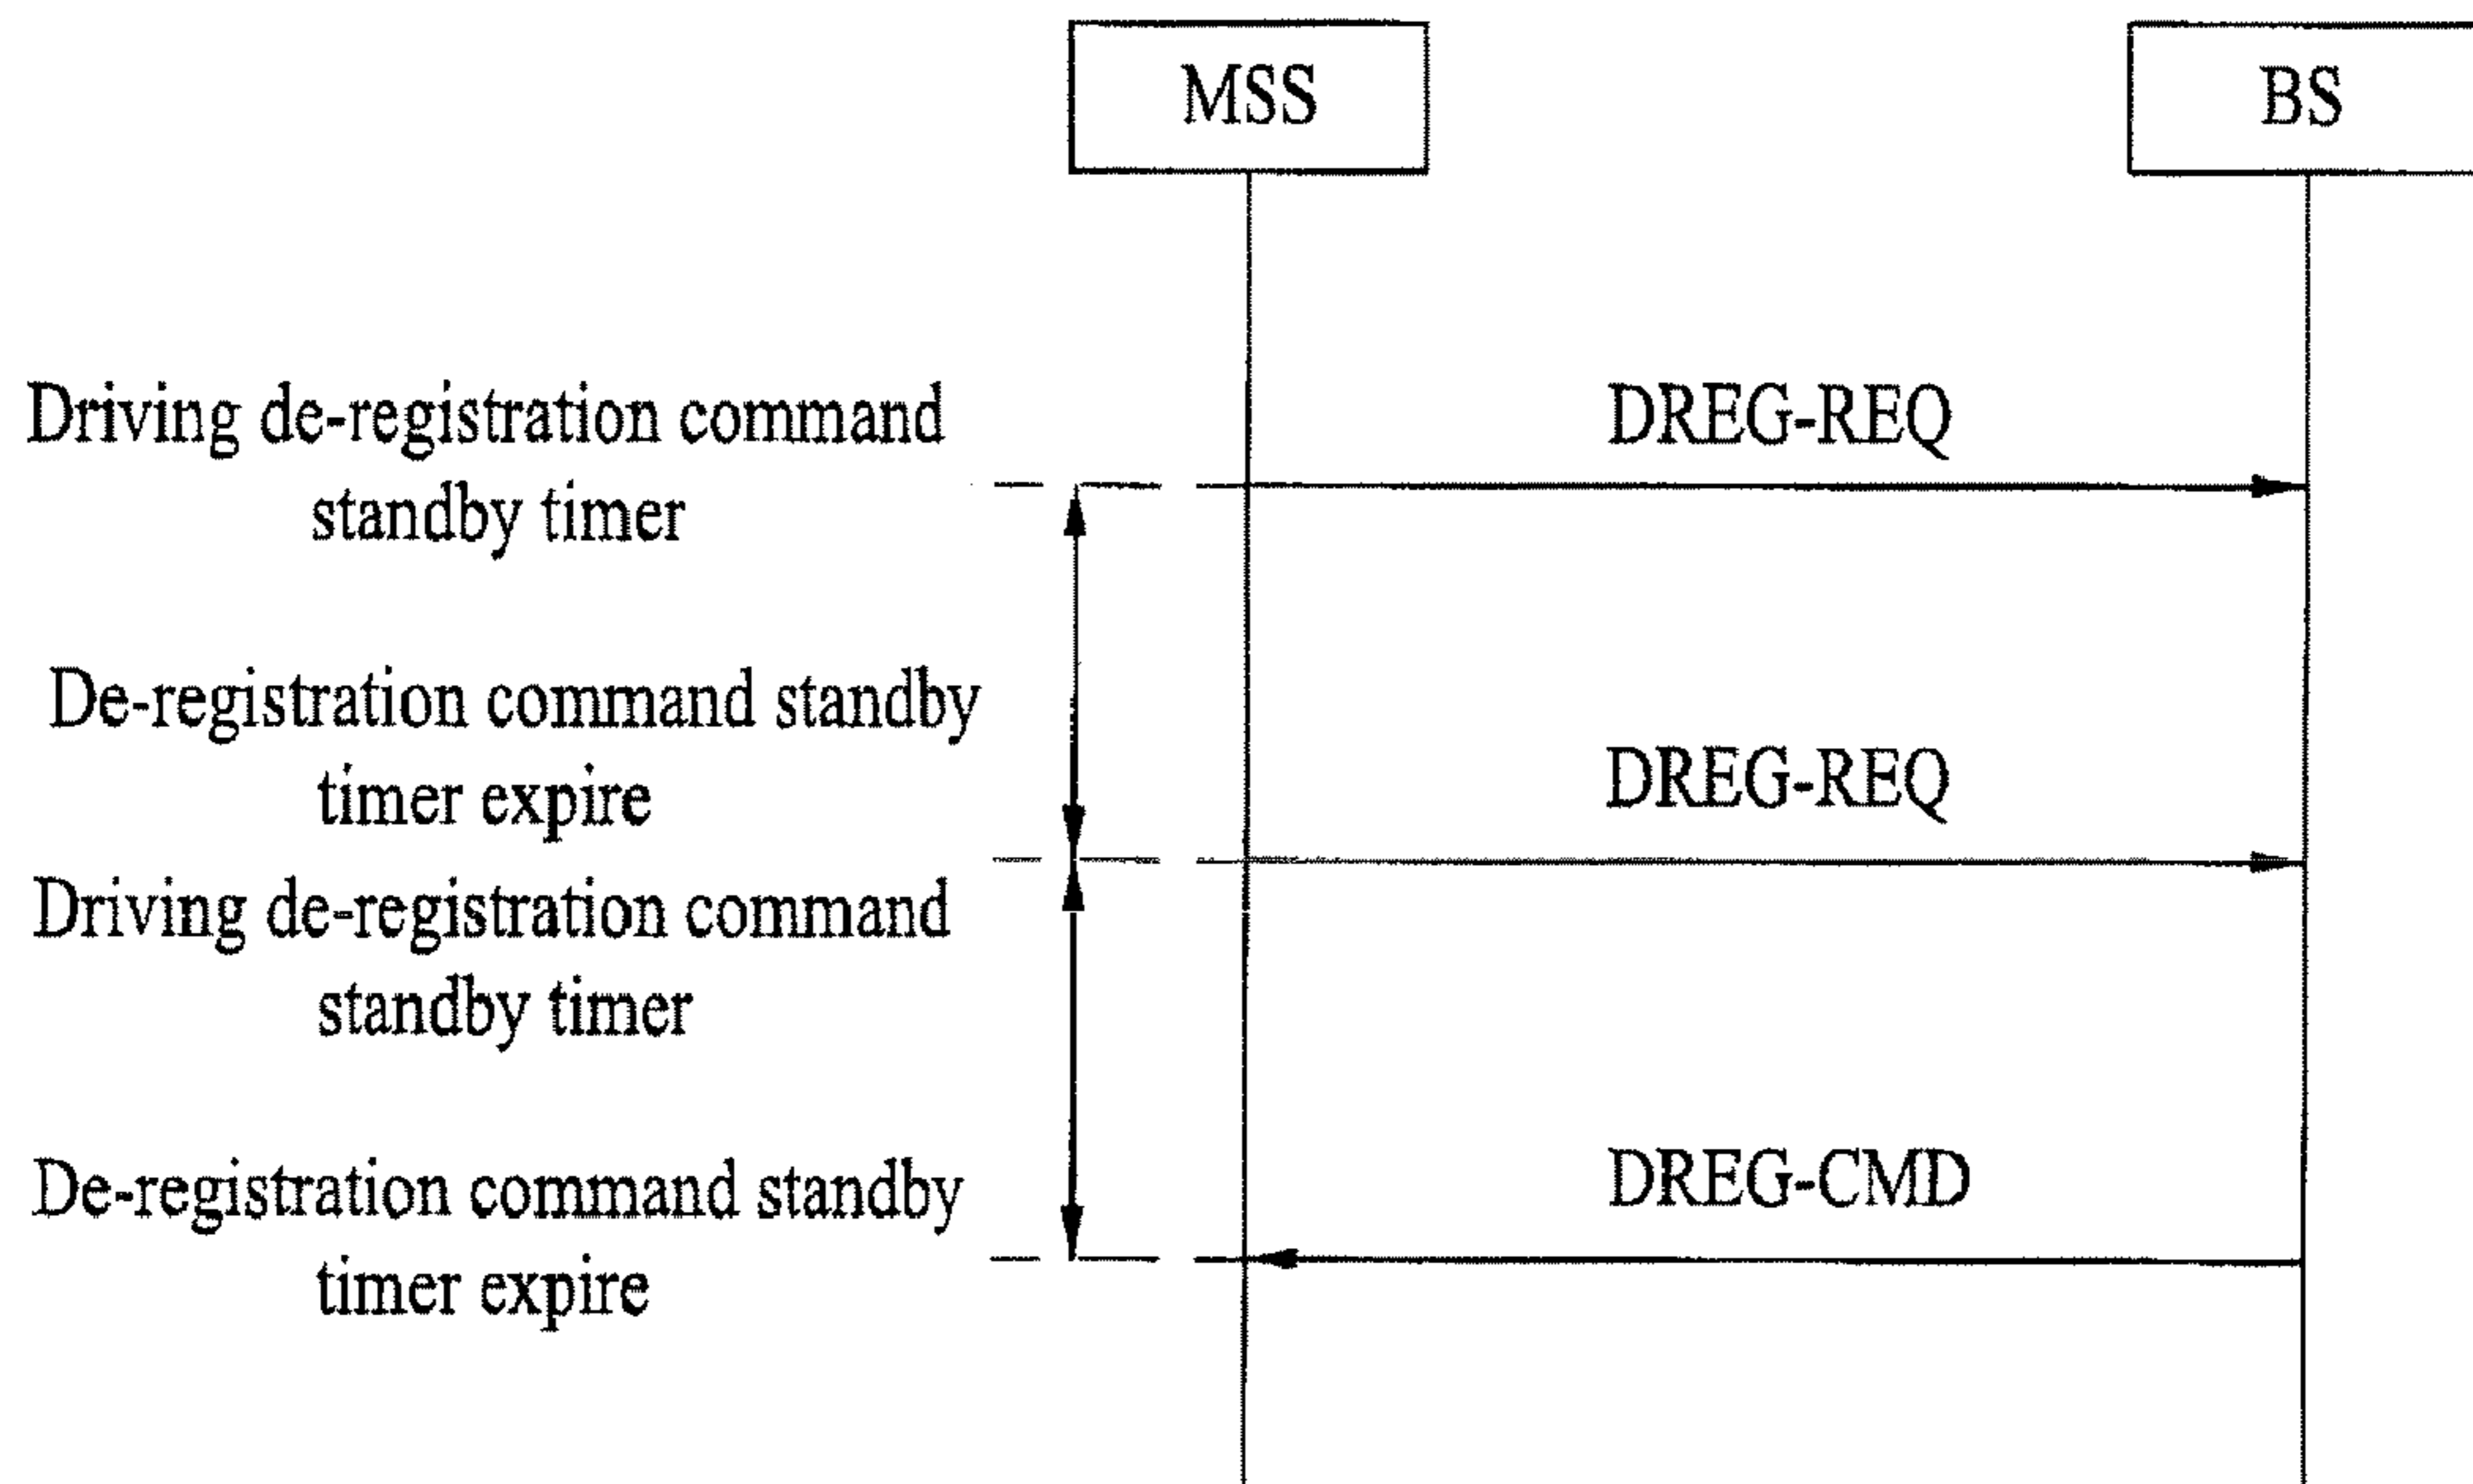 MSS
BS
Driving de-registration command
standby timer
DREG-REQ
De-registration command standby
timer expire
DREG-REQ
Driving de-registration command
standby timer
De-registration command standby
timer expire
DREG-CMD